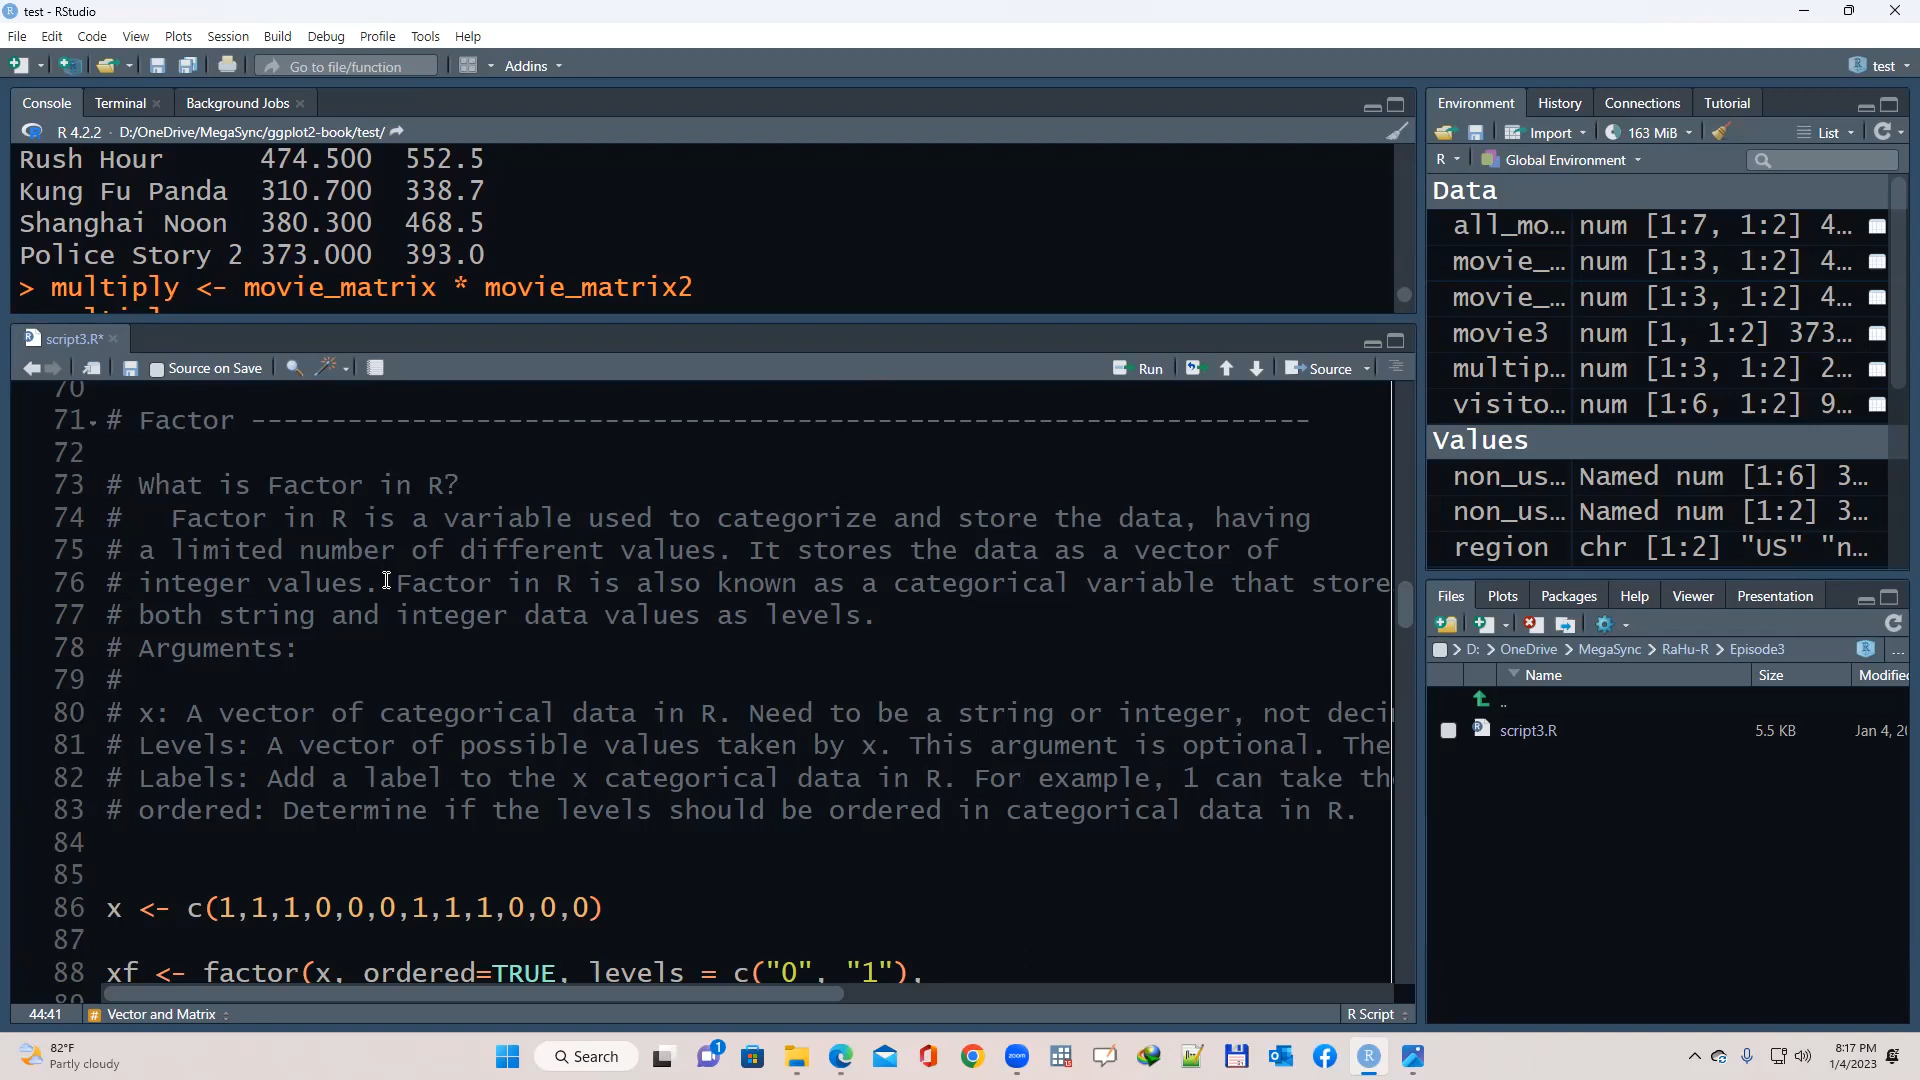 test - RStudio
File Edit Code View Plots Session Build Debug Profile Tools Help
Go to file/function Addins test
Console Terminal Background Jobs
R 4.2.2 · D:/OneDrive/MegaSync/ggplot2-book/test/
Rush Hour 474.500 552.5
Kung Fu Panda 310.700 338.7
Shanghai Noon 380.300 468.5
Police Story 2 373.000 393.0
> multiply <- movie_matrix * movie_matrix2
script3.R*
Source on Save Run Source
70
71 # Factor ------------------------------------------------------------------
72
73 # What is Factor in R?
74 #   Factor in R is a variable used to categorize and store the data, having
75 # a limited number of different values. It stores the data as a vector of
76 # integer values. Factor in R is also known as a categorical variable that store
77 # both string and integer data values as levels.
78 # Arguments:
79 #
80 # x: A vector of categorical data in R. Need to be a string or integer, not deci
81 # Levels: A vector of possible values taken by x. This argument is optional. The
82 # Labels: Add a label to the x categorical data in R. For example, 1 can take th
83 # ordered: Determine if the levels should be ordered in categorical data in R.
84
85
86 x <- c(1,1,1,0,0,0,1,1,1,0,0,0)
87
88 xf <- factor(x, ordered=TRUE, levels = c("0", "1"),
44:41 # Vector and Matrix R Script
Environment History Connections Tutorial
Import 163 MiB List
R Global Environment
Data
all_mo… num [1:7, 1:2] 4…
movie_… num [1:3, 1:2] 4…
movie_… num [1:3, 1:2] 4…
movie3 num [1, 1:2] 373…
multip… num [1:3, 1:2] 2…
visito… num [1:6, 1:2] 9…
Values
non_us… Named num [1:6] 3…
non_us… Named num [1:2] 3…
region chr [1:2] "US" "n…
Files Plots Packages Help Viewer Presentation
D: OneDrive MegaSync RaHu-R Episode3 ...
Name Size Modified
..
script3.R 5.5 KB Jan 4, 20
82°F
Partly cloudy
Search
1
zoom
8:17 PM
1/4/2023